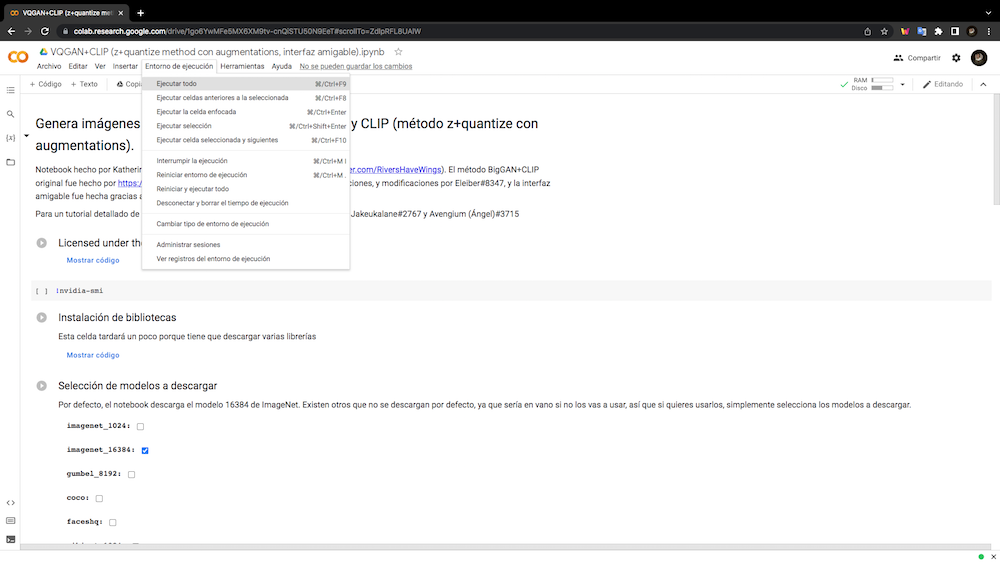 VQGAN+CLIP (z+quantize me
colab.research.google.com/drive/1go6YwMFe5MX6XM9tv-cnQiSTU50N9EeT#scrollTo=ZdlpRFL8UAlW
VQGAN+CLIP (z+quantize method con augmentations, interfaz amigable).ipynb
Archivo Editar Ver Insertar Entorno de ejecución Herramientas Ayuda No se pueden guardar los cambios
Compartir
+ Código + Texto Copi
RAM
Disco
Editando
Ejecutar todo ⌘/Ctrl+F9
Ejecutar celdas anteriores a la seleccionada ⌘/Ctrl+F8
Ejecutar la celda enfocada ⌘/Ctrl+Enter
Ejecutar selección ⌘/Ctrl+Shift+Enter
Ejecutar celda seleccionada y siguientes ⌘/Ctrl+F10
Interrumpir la ejecución ⌘/Ctrl+M I
Reiniciar entorno de ejecución ⌘/Ctrl+M .
Reiniciar y ejecutar todo
Desconectar y borrar el tiempo de ejecución
Cambiar tipo de entorno de ejecución
Administrar sesiones
Ver registros del entorno de ejecución
Genera imágenes y CLIP (método z+quantize con
augmentations).
Notebook hecho por Katherin er.com/RiversHaveWings). El método BigGAN+CLIP
original fue hecho por https:/ ciones, y modificaciones por Eleiber#8347, y la interfaz
amigable fue hecha gracias a
Para un tutorial detallado de Jakeukalane#2767 y Avengium (Ángel)#3715
Licensed under th
Mostrar código
[ ] !nvidia-smi
Instalación de bibliotecas
Esta celda tardará un poco porque tiene que descargar varias librerías
Mostrar código
Selección de modelos a descargar
Por defecto, el notebook descarga el modelo 16384 de ImageNet. Existen otros que no se descargan por defecto, ya que sería en vano si no los vas a usar, así que si quieres usarlos, simplemente selecciona los modelos a descargar.
imagenet_1024:
imagenet_16384:
gumbel_8192:
coco:
faceshq: